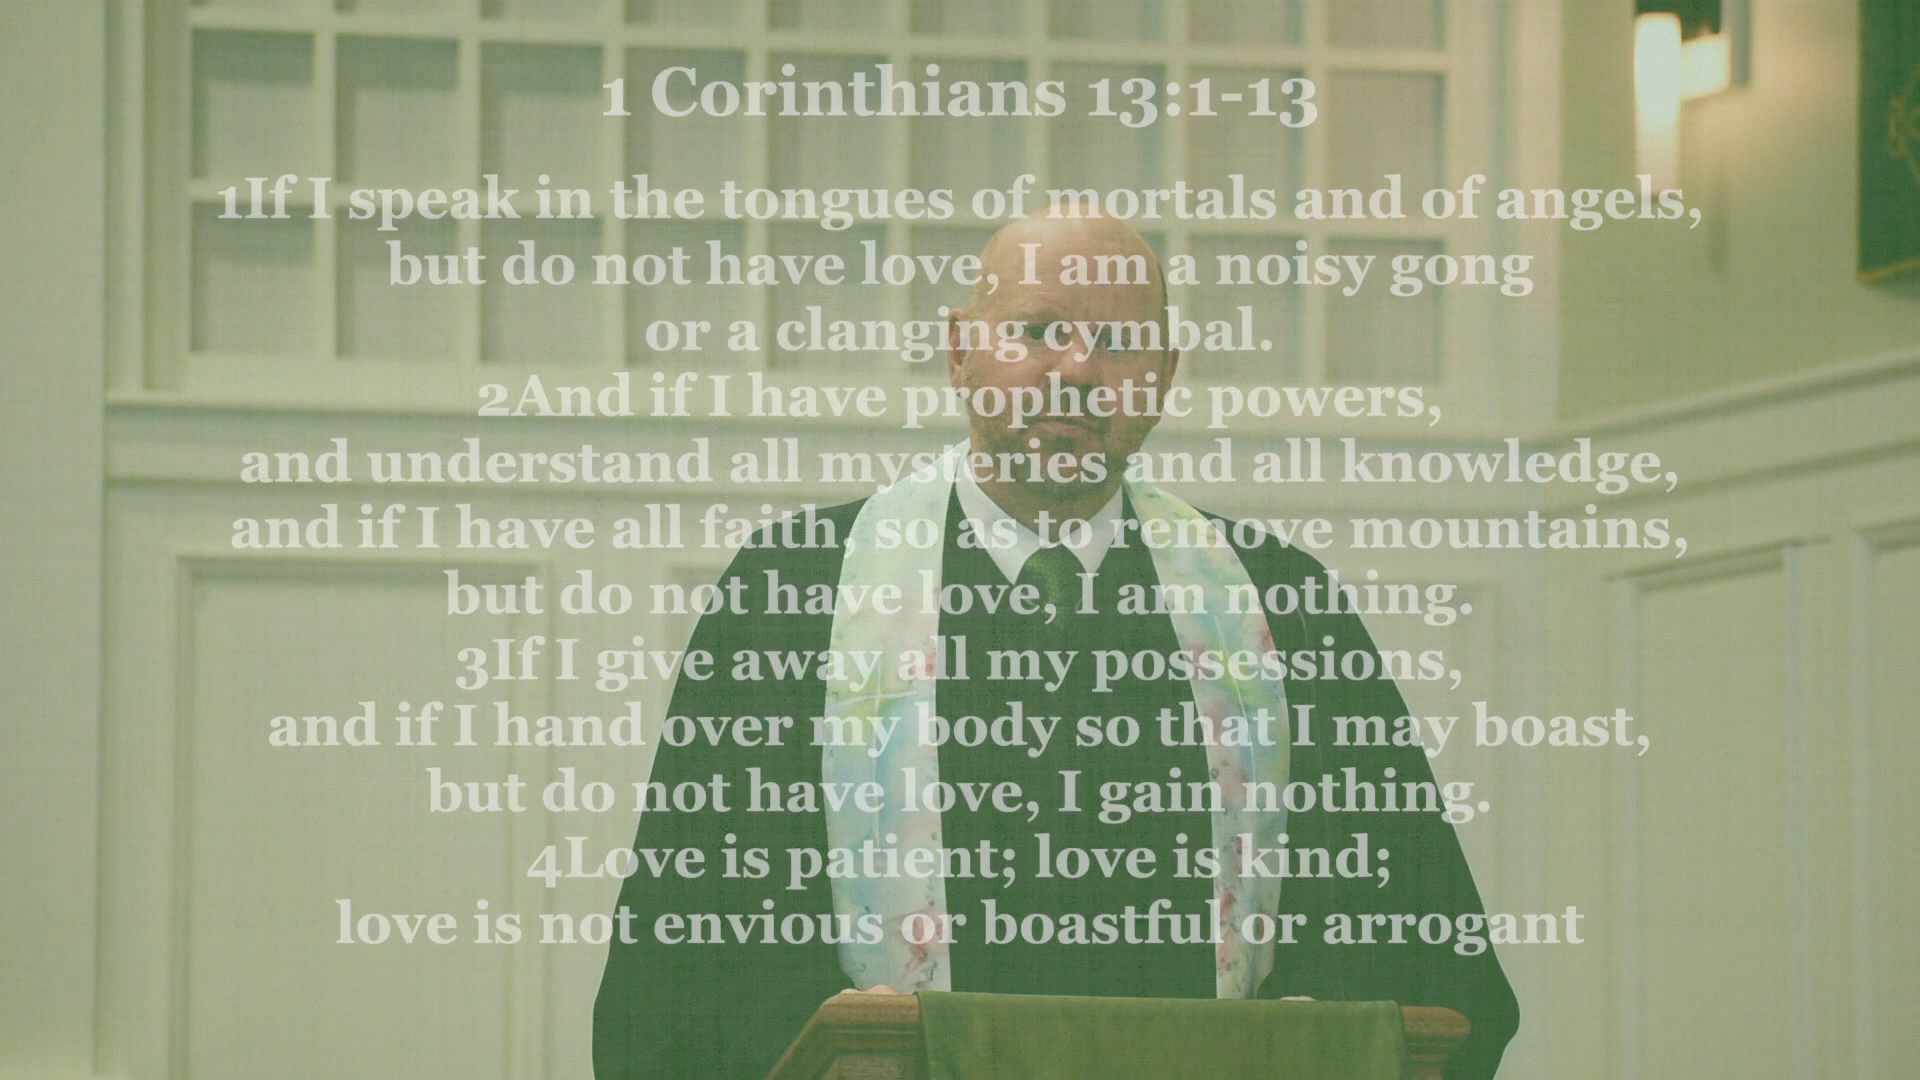 1 Corinthians 13:1-13
1If I speak in the tongues of mortals and of angels,
but do not have love, I am a noisy gong
or a clanging cymbal.
2And if I have prophetic powers,
and understand all mysteries and all knowledge,
and if I have all faith, so as to remove mountains,
but do not have love, I am nothing.
3If I give away all my possessions,
and if I hand over my body so that I may boast,
but do not have love, I gain nothing.
4Love is patient; love is kind;
love is not envious or boastful or arrogant